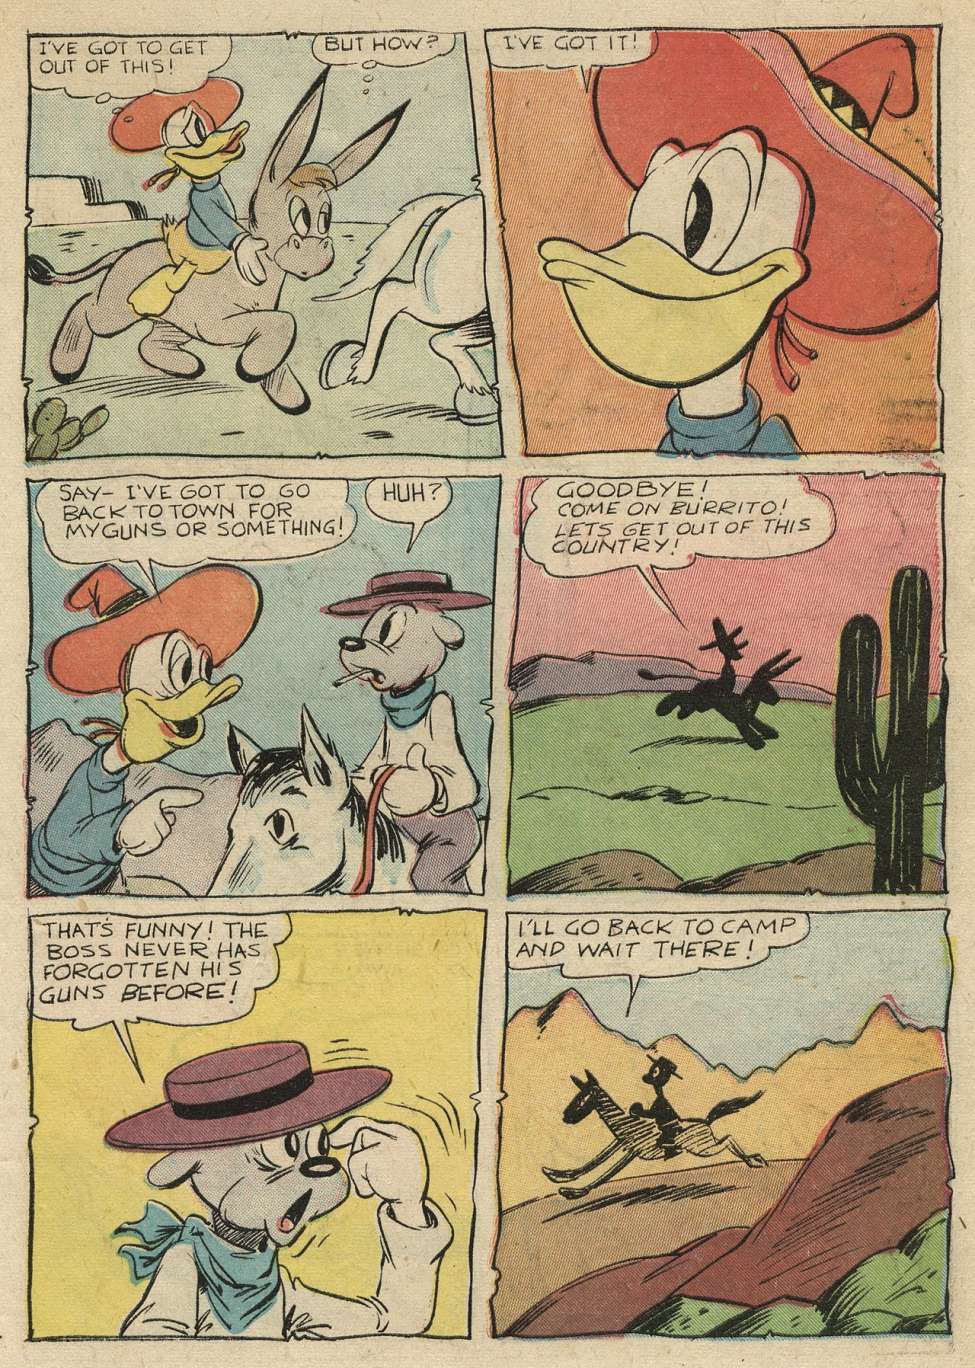 I'VE GOT TO GET
OUT OF THIS!
BUT HOW?
I'VE GOT IT!
SAY- I'VE GOT TO GO
BACK TO TOWN FOR
MY GUNS OR SOMETHING!
HUH?
GOODBYE!
COME ON BURRITO!
LETS GET OUT OF THIS
COUNTRY!
THAT'S FUNNY! THE
BOSS NEVER HAS
FORGOTTEN HIS
GUNS BEFORE!
I'LL GO BACK TO CAMP
AND WAIT THERE!